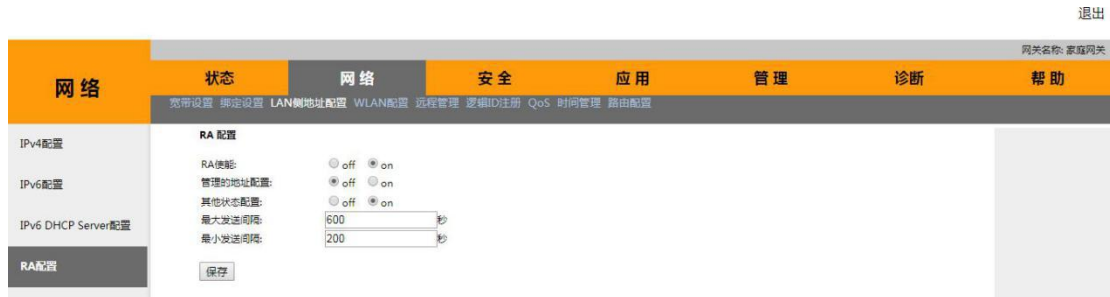 退出
网关名称: 家庭网关
网络
状态 网络 安全 应用 管理 诊断 帮助
宽带设置 绑定设置 LAN侧地址配置 WLAN配置 远程管理 逻辑ID注册 QoS 时间管理 路由配置
IPv4配置
IPv6配置
IPv6 DHCP Server配置
RA配置
RA 配置
RA使能: off on
管理的地址配置: off on
其他状态配置: off on
最大发送间隔: 600 秒
最小发送间隔: 200 秒
保存